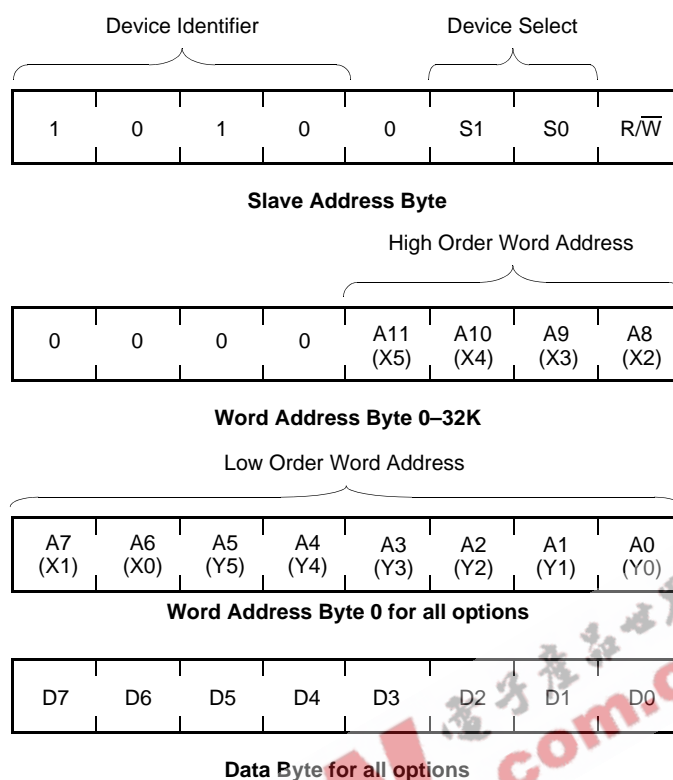 Device Identifier Device Select
1 0 1 0 0 S1 S0 R/W̅
Slave Address Byte
High Order Word Address
0 0 0 0 A11 A10 A9 A8
(X5) (X4) (X3) (X2)
Word Address Byte 0–32K
Low Order Word Address
A7 A6 A5 A4 A3 A2 A1 A0
(X1) (X0) (Y5) (Y4) (Y3) (Y2) (Y1) (Y0)
Word Address Byte 0 for all options
D7 D6 D5 D4 D3 D2 D1 D0
Data Byte for all options